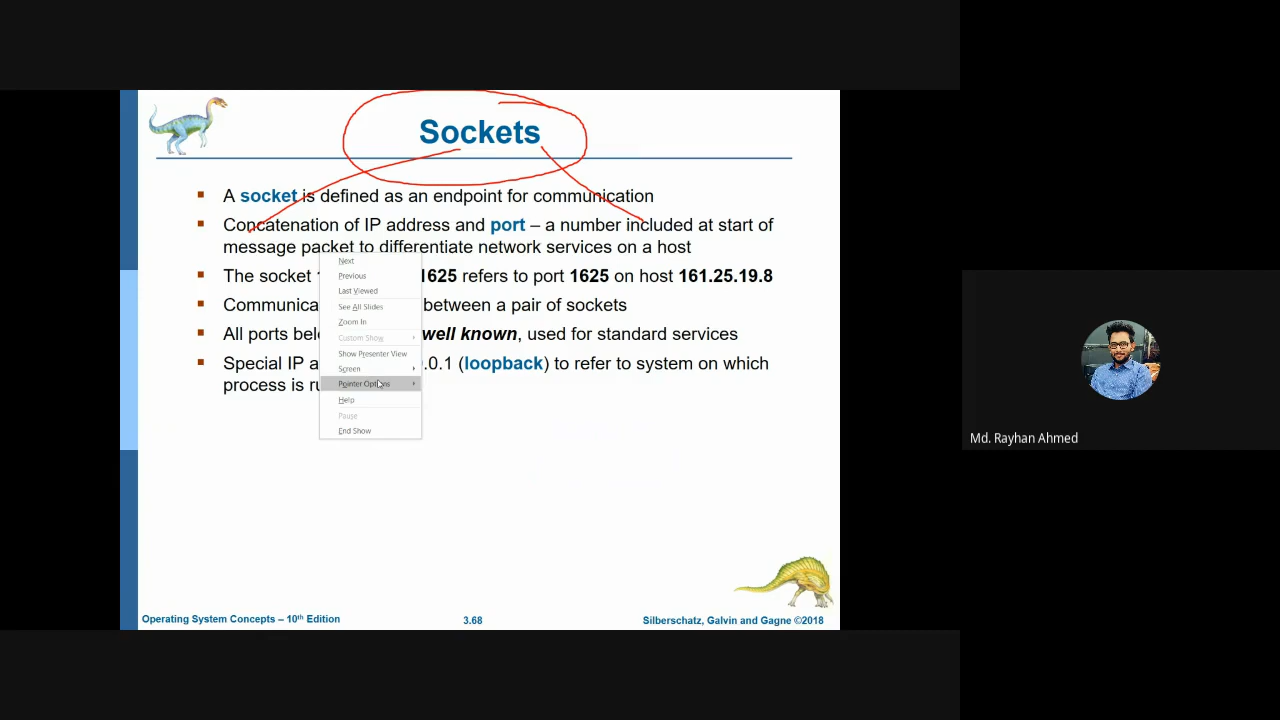 Sockets
A socket is defined as an endpoint for communication
Concatenation of IP address and port – a number included at start of
message packet to differentiate network services on a host
The socket 1625 refers to port 1625 on host 161.25.19.8
Communica between a pair of sockets
All ports well known, used for standard services
Special IP .0.1 (loopback) to refer to system on which
process is
Next
Previous
Last Viewed
See All Slides
Zoom In
Custom Show
Show Presenter View
Screen
Pointer Options
Help
Pause
End Show
Md. Rayhan Ahmed
Operating System Concepts – 10th Edition
3.68
Silberschatz, Galvin and Gagne ©2018